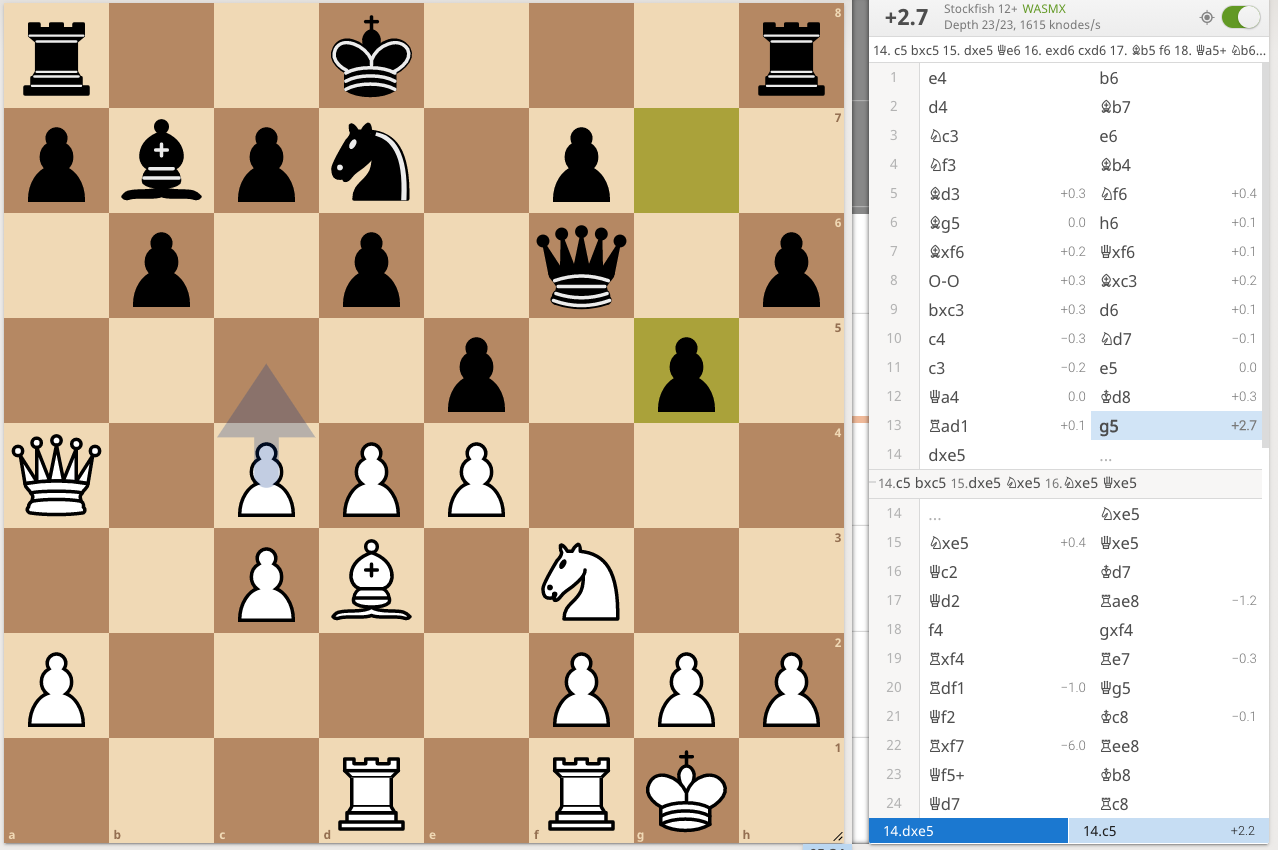 8
7
6
5
4
3
2
1
a b c d e f g h
+2.7
Stockfish 12+ WASMX
Depth 23/23, 1615 knodes/s
14. c5 bxc5 15. dxe5 ♕e6 16. exd6 cxd6 17. ♗b5 f6 18. ♕a5+ ♘b6...
1 e4 b6
2 d4 ♗b7
3 ♘c3 e6
4 ♘f3 ♗b4
5 ♗d3 +0.3 ♘f6 +0.4
6 ♗g5 0.0 h6 +0.1
7 ♗xf6 +0.2 ♕xf6 +0.1
8 O-O +0.3 ♗xc3 +0.2
9 bxc3 +0.3 d6 +0.1
10 c4 −0.3 ♘d7 −0.1
11 c3 −0.2 e5 0.0
12 ♕a4 0.0 ♔d8 +0.3
13 ♖ad1 +0.1 g5 +2.7
14 dxe5 ...
14.c5 bxc5 15.dxe5 ♘xe5 16.♘xe5 ♕xe5
14 ... ♘xe5
15 ♘xe5 +0.4 ♕xe5
16 ♕c2 ♔d7
17 ♕d2 ♖ae8 −1.2
18 f4 gxf4
19 ♖xf4 ♖e7 −0.3
20 ♖df1 −1.0 ♕g5
21 ♕f2 ♔c8 −0.1
22 ♖xf7 −6.0 ♖ee8
23 ♕f5+ ♔b8
24 ♕d7 ♖c8
14.dxe5 14.c5 +2.2